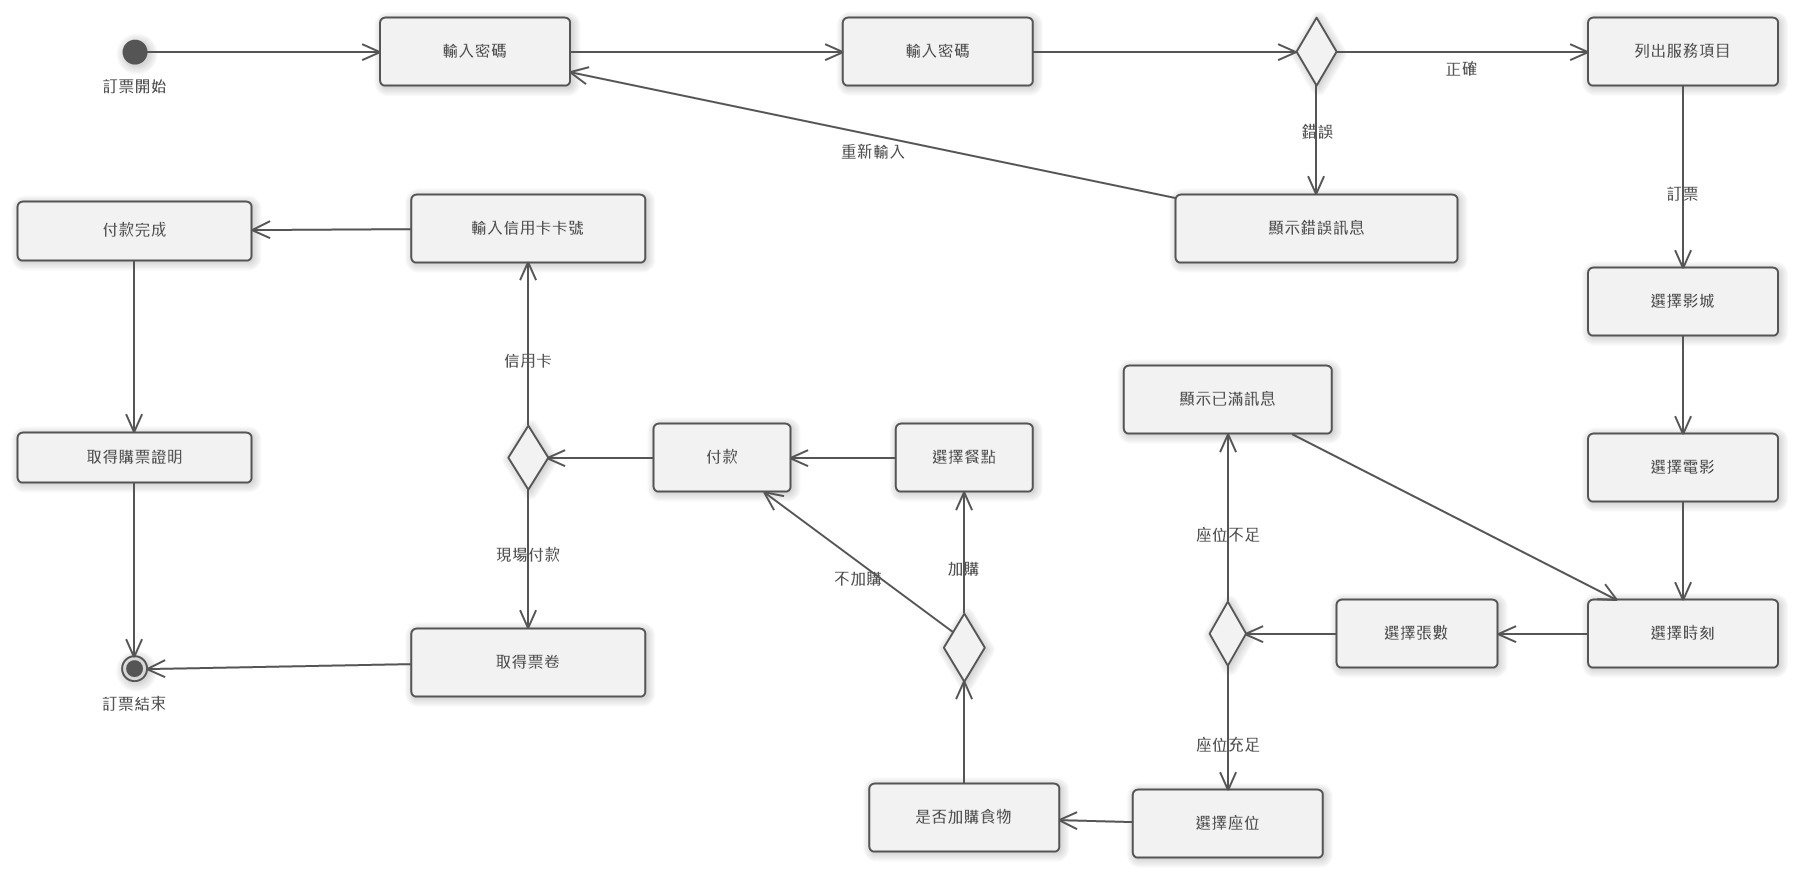 訂票開始
輸入密碼
輸入密碼
正確
列出服務項目
錯誤
重新輸入
顯示錯誤訊息
訂票
選擇影城
選擇電影
選擇時刻
選擇張數
座位不足
顯示已滿訊息
座位充足
選擇座位
是否加購食物
加購
不加購
選擇餐點
付款
信用卡
輸入信用卡卡號
付款完成
取得購票證明
現場付款
取得票卷
訂票結束